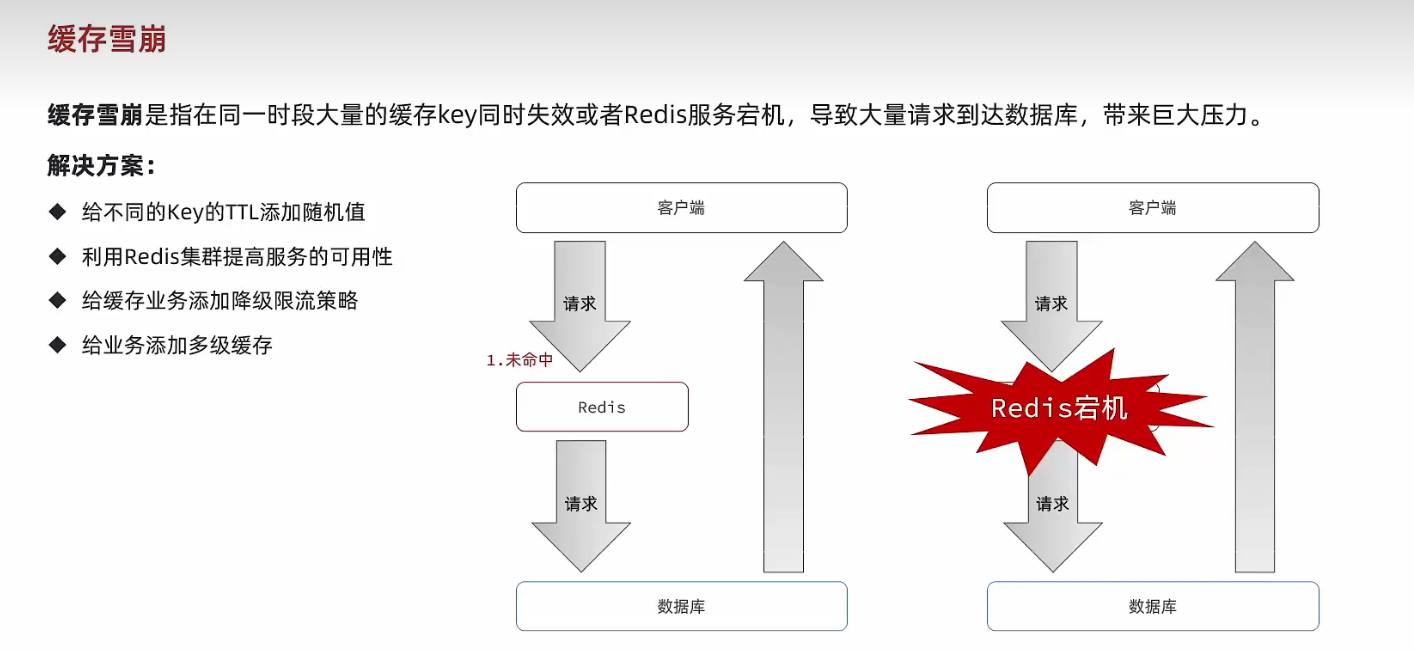 缓存雪崩
缓存雪崩是指在同一时段大量的缓存key同时失效或者Redis服务宕机，导致大量请求到达数据库，带来巨大压力。
解决方案：
◆ 给不同的Key的TTL添加随机值
◆ 利用Redis集群提高服务的可用性
◆ 给缓存业务添加降级限流策略
◆ 给业务添加多级缓存
客户端
请求
1.未命中
Redis
请求
数据库
客户端
请求
Redis宕机
请求
数据库